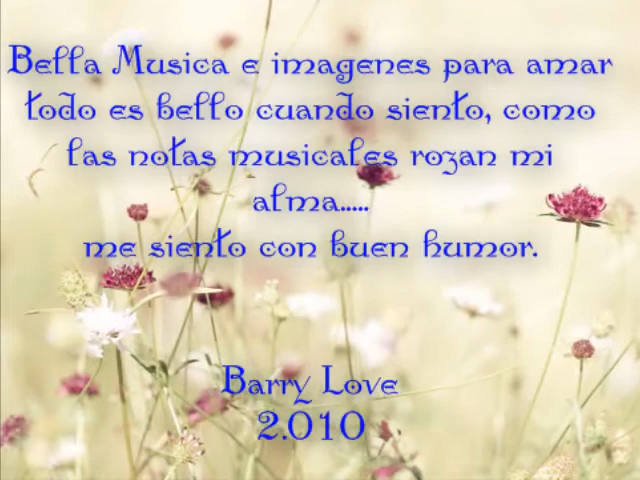 Bella Musica e imagenes para amar
todo es bello cuando siento, como
las notas musicales rozan mi
alma.....
me siento con buen humor.
Barry Love
2.010